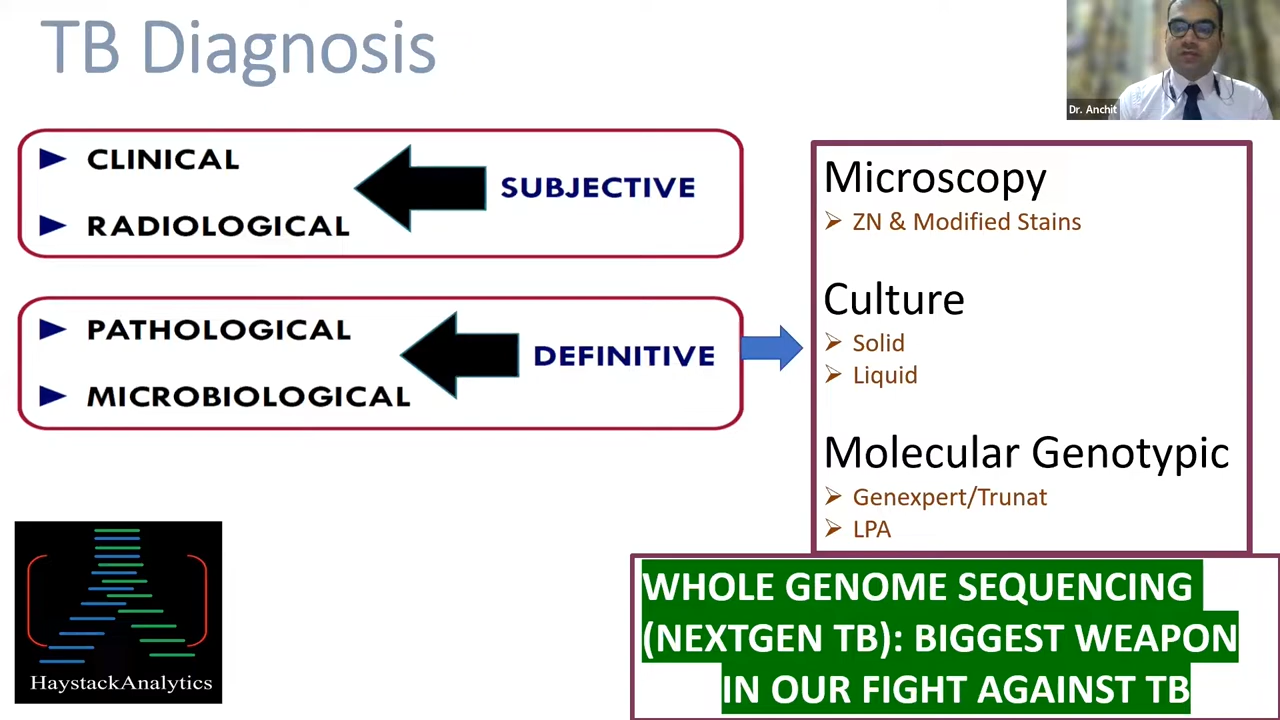 TB Diagnosis
Dr. Anchit
CLINICAL
RADIOLOGICAL
SUBJECTIVE
PATHOLOGICAL
MICROBIOLOGICAL
DEFINITIVE
Microscopy
ZN & Modified Stains
Culture
Solid
Liquid
Molecular Genotypic
Genexpert/Trunat
LPA
WHOLE GENOME SEQUENCING
(NEXTGEN TB): BIGGEST WEAPON
IN OUR FIGHT AGAINST TB
HaystackAnalytics